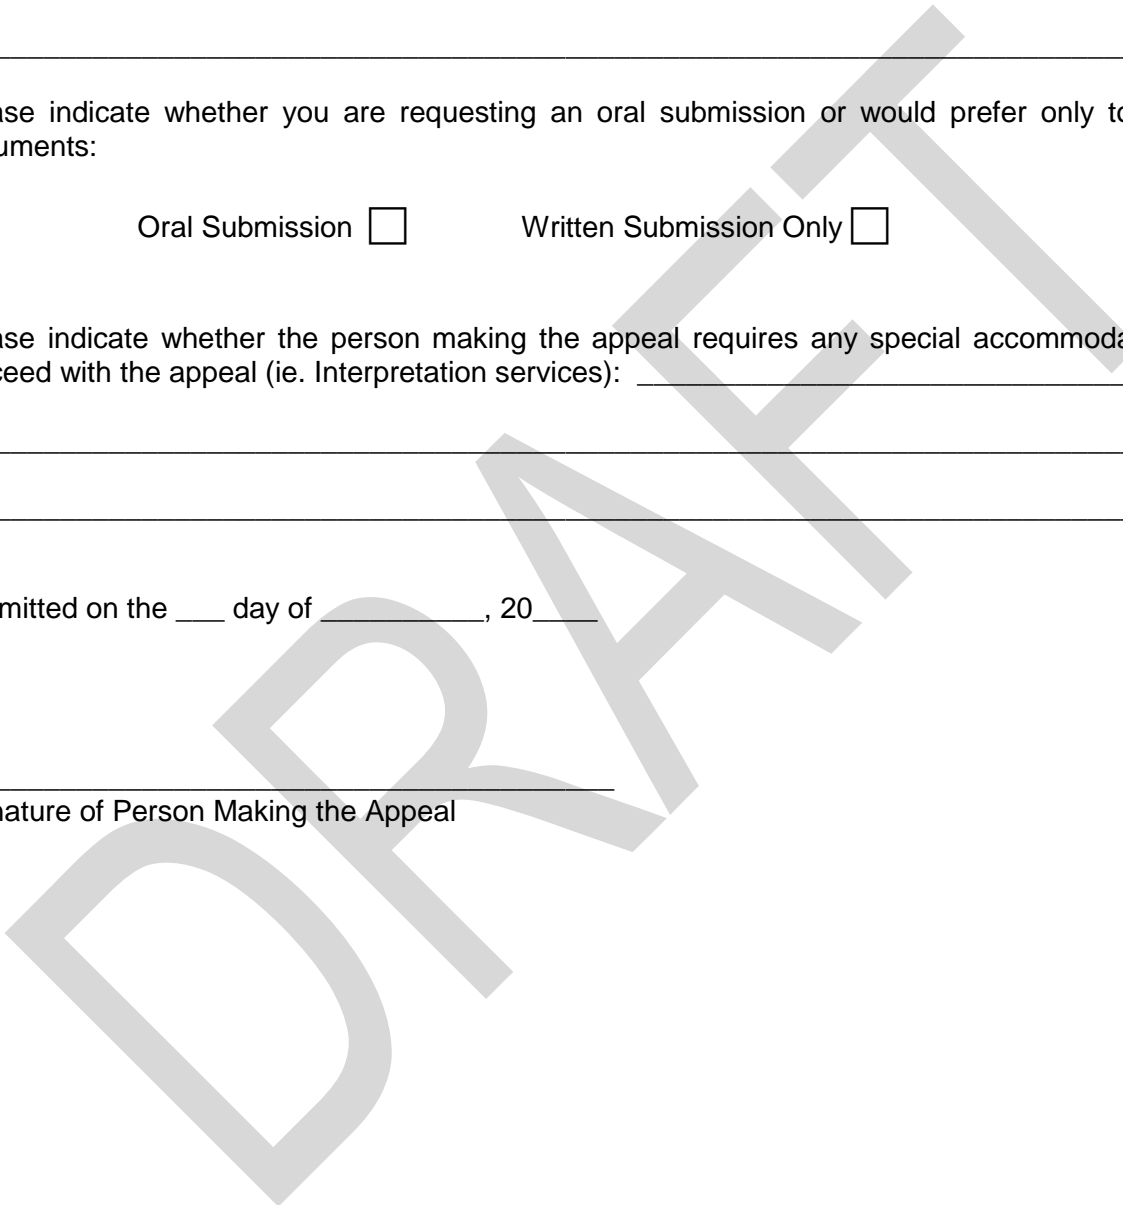 ase indicate whether you are requesting an oral submission or would prefer only to
uments:
Oral Submission Written Submission Only
ase indicate whether the person making the appeal requires any special accommoda
ceed with the appeal (ie. Interpretation services): ______________________________
mitted on the ___ day of __________, 20____
nature of Person Making the Appeal
DRAFT